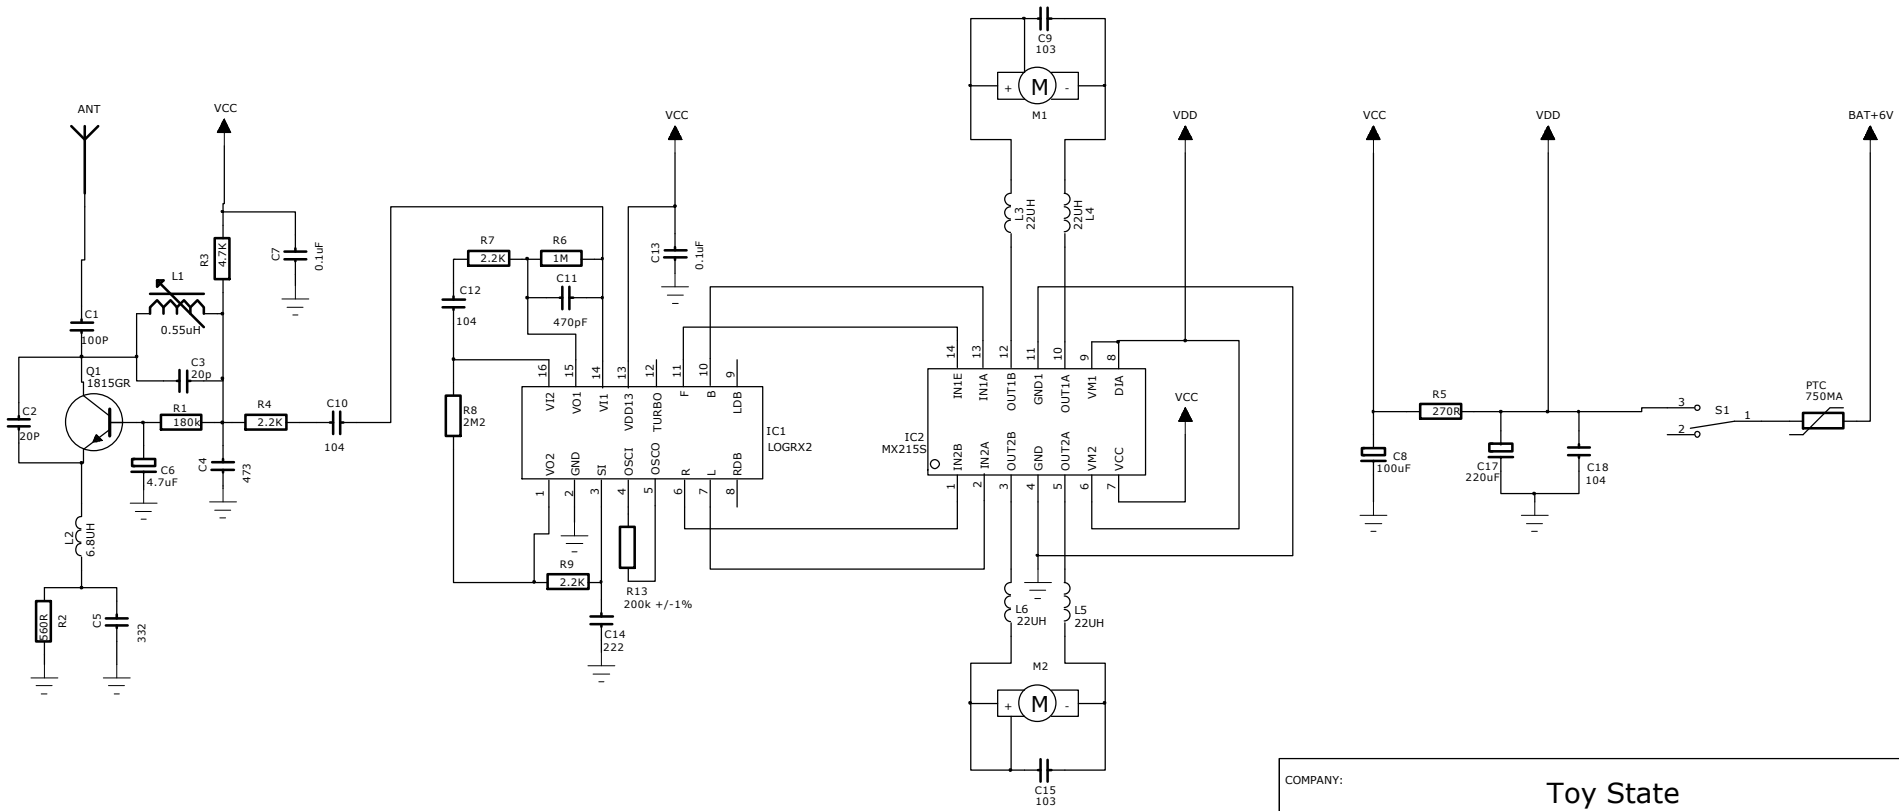 ANT
VCC
R3
4.7K
C7
0.1uF
L1
0.55uH
C1
100P
C3
20p
Q1
1815GR
C2
20P
R1
180k
R4
2.2K
C10
104
C6
4.7uF
C4
473
L2
6.8UH
R2
560R
C5
332
VCC
C13
0.1uF
R7
2.2K
R6
1M
C11
470pF
C12
104
R8
2M2
16 15 14 13 12 11 10 9
VI2 VO1 VI1 VDD13 TURBO F B LDB
IC1
LOGRX2
VO2 GND SI OSCI OSCO R L RDB
1 2 3 4 5 6 7 8
R9
2.2K
R13
200k +/-1%
C14
222
C9
103
+ M -
M1
L3
22UH
22UH
L4
VDD
14 13 12 11 10 9 8
IN1E IN1A OUT1B GND1 OUT1A VM1 DIA
IC2
MX215S
IN2B IN2A OUT2B GND OUT2A VM2 VCC
1 2 3 4 5 6 7
VCC
L6
22UH
L5
22UH
M2
+ M -
C15
103
VCC
VDD
BAT+6V
R5
270R
C8
100uF
C17
220uF
C18
104
3
S1
1
2
PTC
750MA
COMPANY:
Toy State